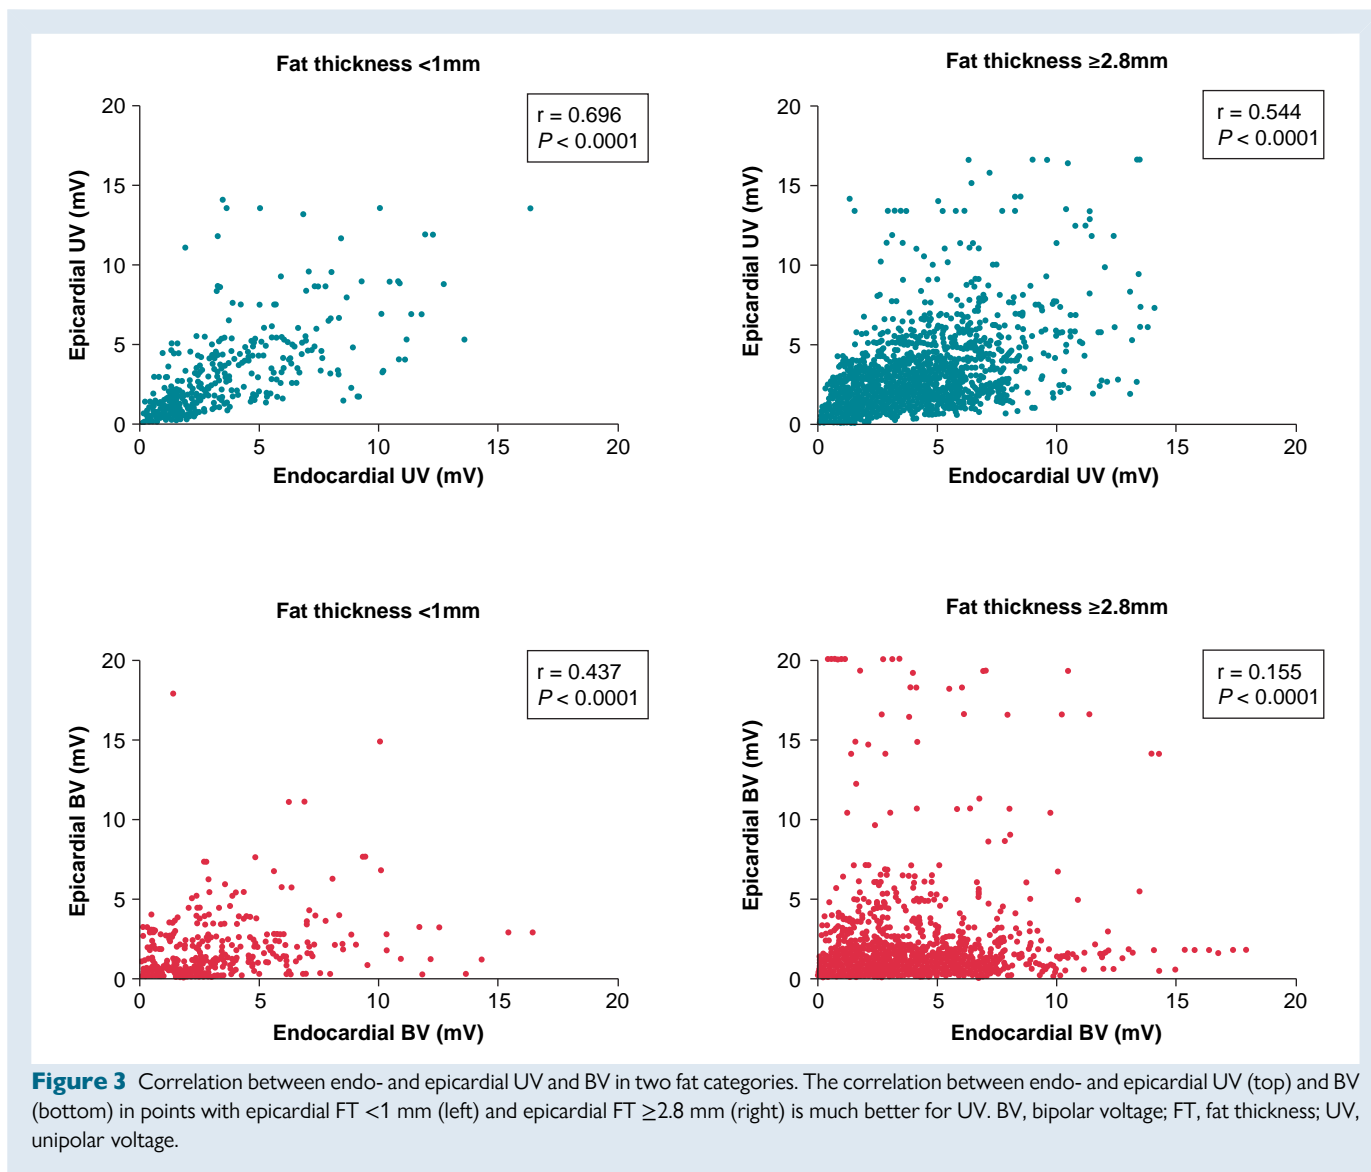 Fat thickness <1mm
r = 0.696
P < 0.0001
20
15
10
5
0
Epicardial UV (mV)
0 5 10 15 20
Endocardial UV (mV)
Fat thickness ≥2.8mm
r = 0.544
P < 0.0001
20
15
10
5
0
Epicardial UV (mV)
0 5 10 15 20
Endocardial UV (mV)
Fat thickness <1mm
r = 0.437
P < 0.0001
20
15
10
5
0
Epicardial BV (mV)
0 5 10 15 20
Endocardial BV (mV)
Fat thickness ≥2.8mm
r = 0.155
P < 0.0001
20
15
10
5
0
Epicardial BV (mV)
0 5 10 15 20
Endocardial BV (mV)
Figure 3 Correlation between endo- and epicardial UV and BV in two fat categories. The correlation between endo- and epicardial UV (top) and BV
(bottom) in points with epicardial FT <1 mm (left) and epicardial FT ≥2.8 mm (right) is much better for UV. BV, bipolar voltage; FT, fat thickness; UV,
unipolar voltage.